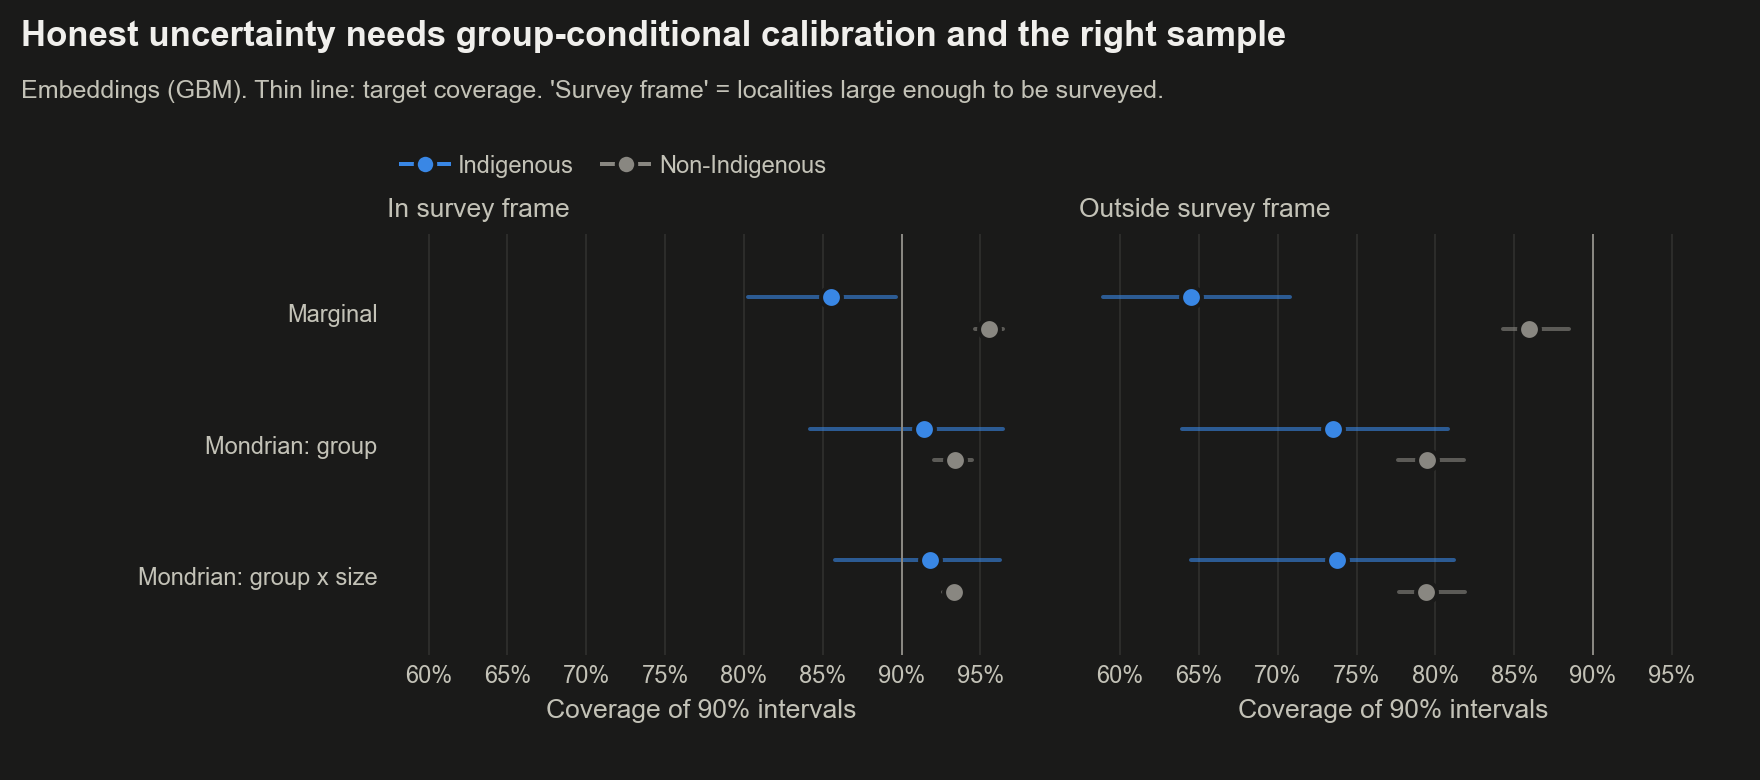 Honest uncertainty needs group-conditional calibration and the right sample
Embeddings (GBM). Thin line: target coverage. 'Survey frame' = localities large enough to be surveyed.
Indigenous
Non-Indigenous
In survey frame
Outside survey frame
Marginal
Mondrian: group
Mondrian: group x size
60% 65% 70% 75% 80% 85% 90% 95%
60% 65% 70% 75% 80% 85% 90% 95%
Coverage of 90% intervals
Coverage of 90% intervals